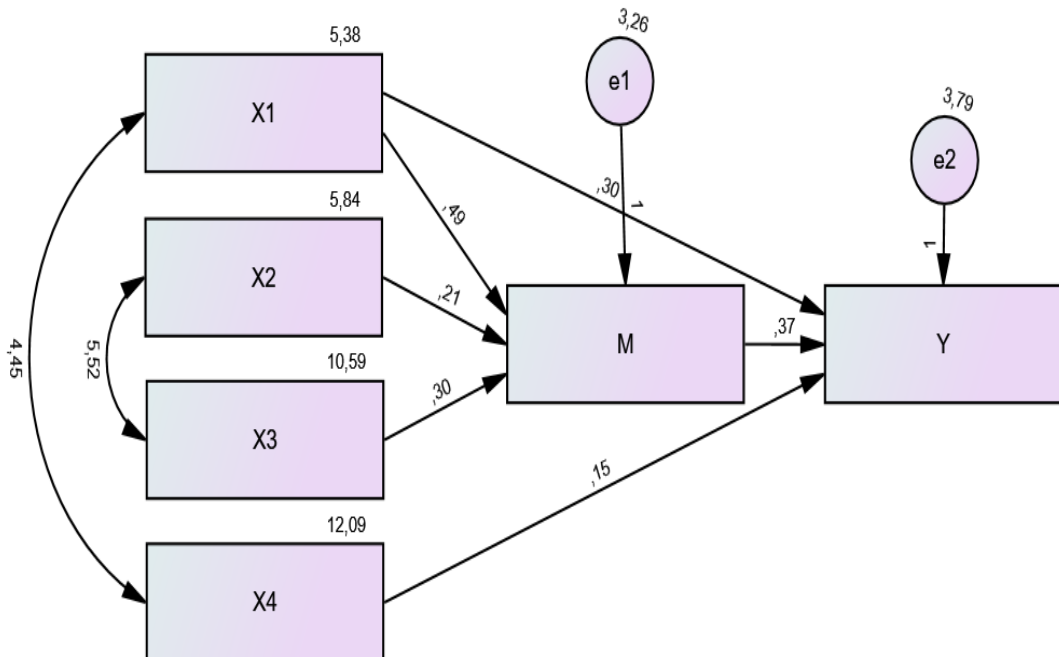 5,38
X1
3,26
e1
3,79
e2
,30
1
,49
1
5,84
X2
,21
4,45
5,52
M
,37
Y
10,59
X3
,30
,15
12,09
X4